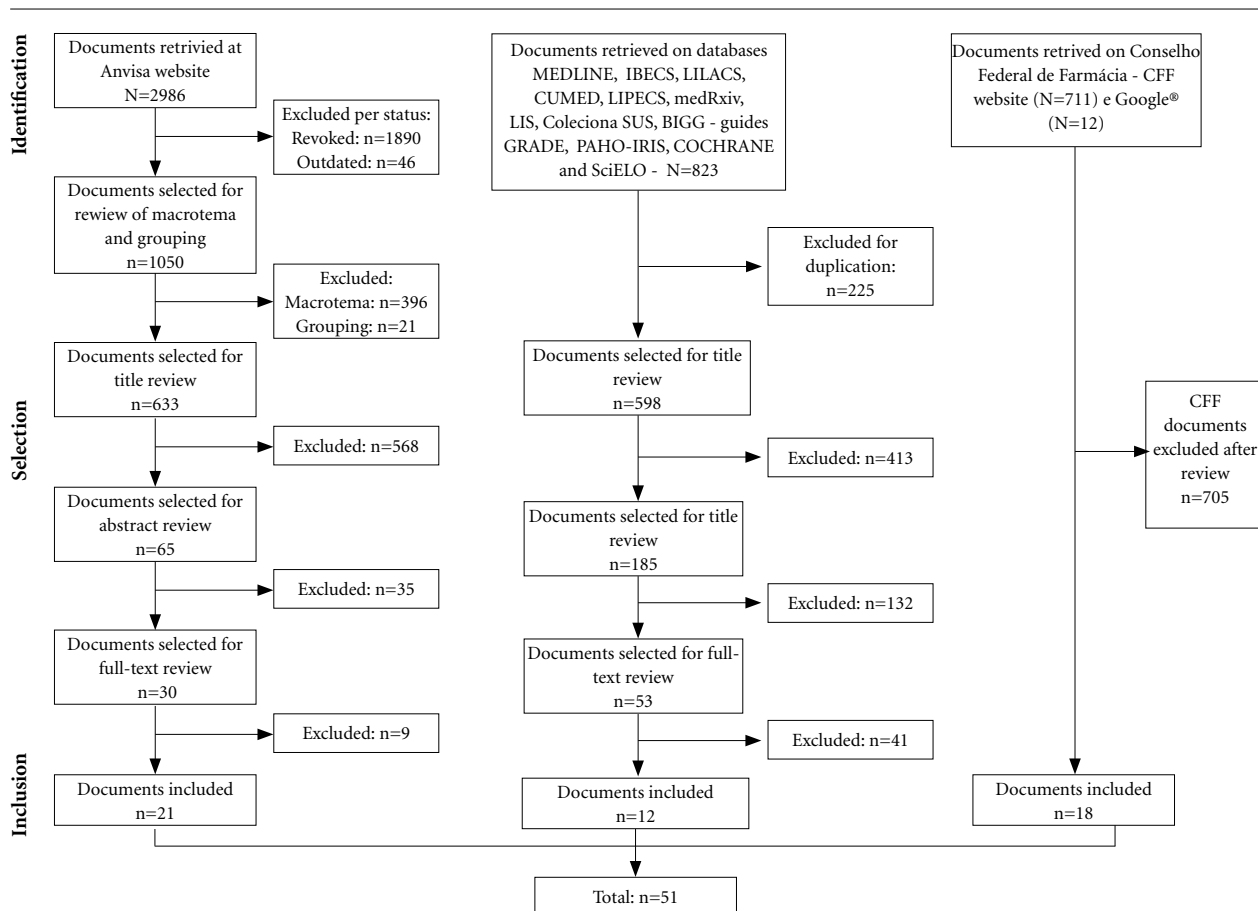 Identification
Selection
Inclusion
Documents retrivied at
Anvisa website
N=2986
Excluded per status:
Revoked: n=1890
Outdated: n=46
Documents selected for
rewiew of macrotema
and grouping
n=1050
Excluded:
Macrotema: n=396
Grouping: n=21
Documents selected for
title review
n=633
Excluded: n=568
Documents selected for
abstract review
n=65
Excluded: n=35
Documents selected for
full-text review
n=30
Excluded: n=9
Documents included
n=21
Documents retrieved on databases
MEDLINE, IBECS, LILACS,
CUMED, LIPECS, medRxiv,
LIS, Coleciona SUS, BIGG - guides
GRADE, PAHO-IRIS, COCHRANE
and SciELO - N=823
Excluded for
duplication:
n=225
Documents selected for title
review
n=598
Excluded: n=413
Documents selected for title
review
n=185
Excluded: n=132
Documents selected for full-
text review
n=53
Excluded: n=41
Documents included
n=12
Documents retrived on Conselho
Federal de Farmácia - CFF
website (N=711) e Google®
(N=12)
CFF
documents
excluded after
review
n=705
Documents included
n=18
Total: n=51